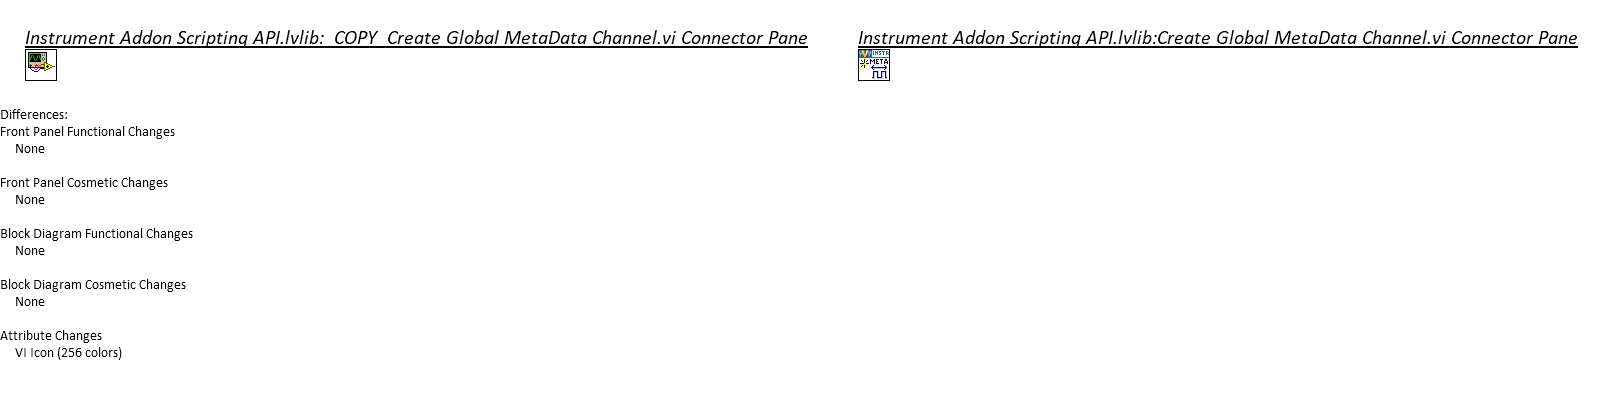 Instrument Addon Scripting API.lvlib:  COPY  Create Global MetaData Channel.vi Connector Pane
Instrument Addon Scripting API.lvlib:Create Global MetaData Channel.vi Connector Pane
INSTR
META
Differences:
Front Panel Functional Changes
None
Front Panel Cosmetic Changes
None
Block Diagram Functional Changes
None
Block Diagram Cosmetic Changes
None
Attribute Changes
VI Icon (256 colors)